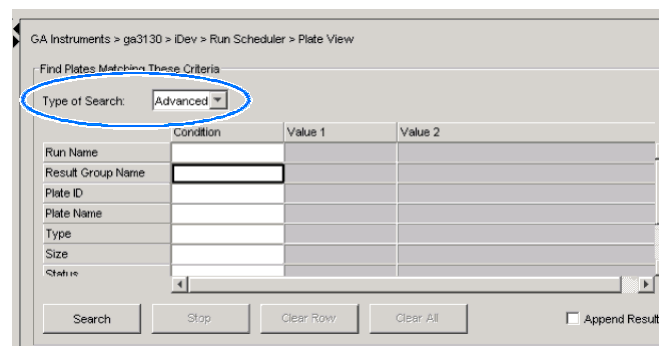 GA Instruments > ga3130 > iDev > Run Scheduler > Plate View
Find Plates Matching These Criteria
Type of Search: Advanced
Condition Value 1 Value 2
Run Name
Result Group Name
Plate ID
Plate Name
Type
Size
Status
Search Stop Clear Row Clear All Append Result